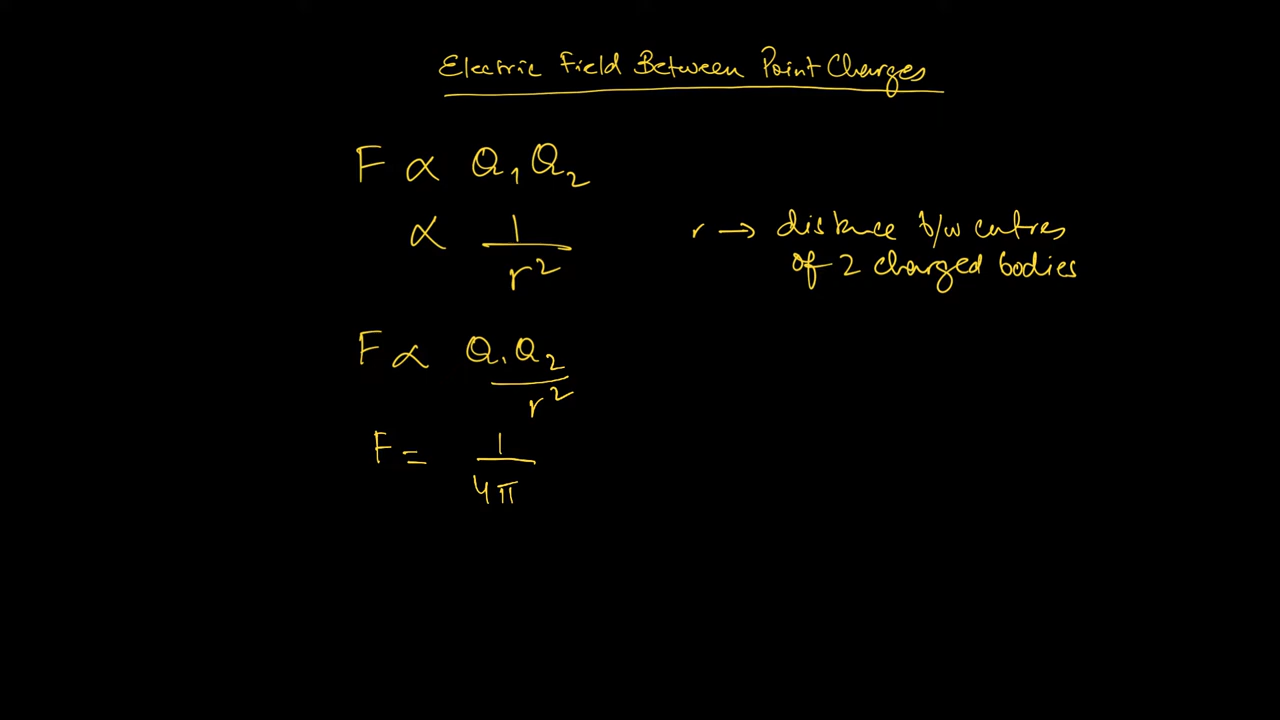 Electric Field Between Point Charges
F ∝ Q₁Q₂
∝ 1/r²
r → distance b/w centres
of 2 charged bodies
F ∝ Q₁Q₂/r²
F = 1/4π